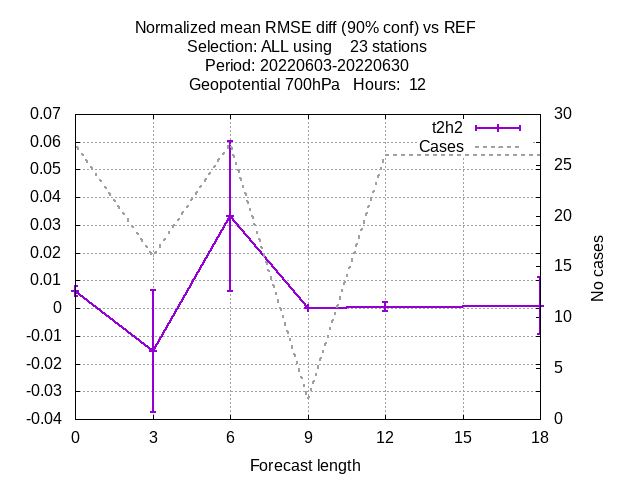 Normalized mean RMSE diff (90% conf) vs REF
Selection: ALL using    23 stations
Period: 20220603-20220630
Geopotential 700hPa   Hours:  12
t2h2
Cases
0.07
0.06
0.05
0.04
0.03
0.02
0.01
0
-0.01
-0.02
-0.03
-0.04
30
25
20
15
10
5
0
No cases
0 3 6 9 12 15 18
Forecast length